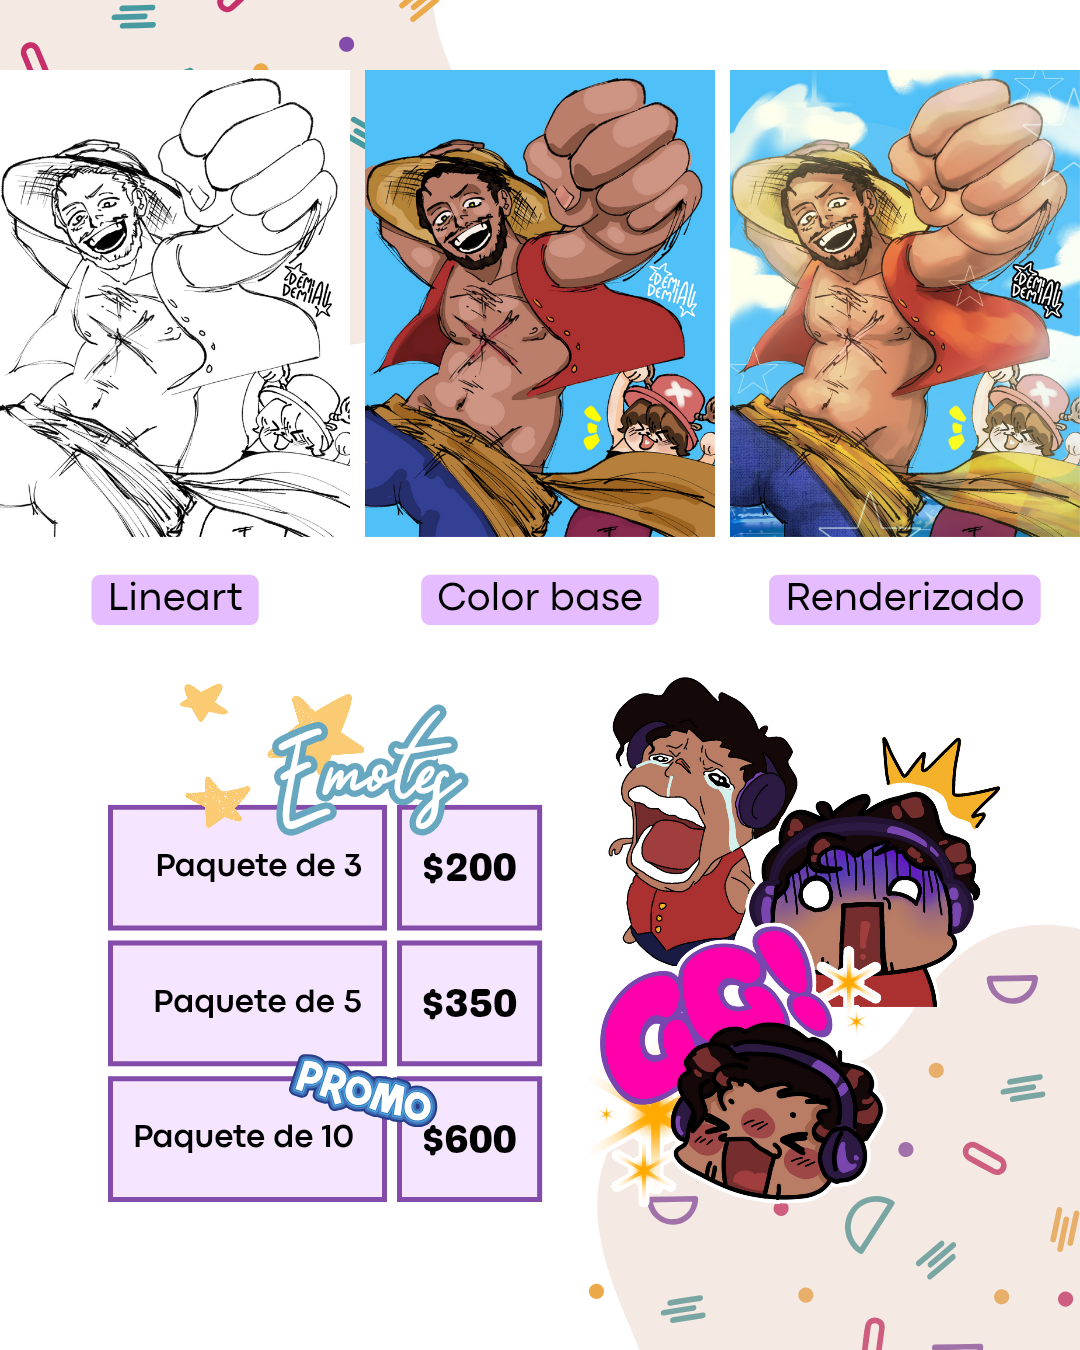 Lineart
Color base
Renderizado
Emotes
Paquete de 3
$200
Paquete de 5
$350
PROMO
Paquete de 10
$600
GG!